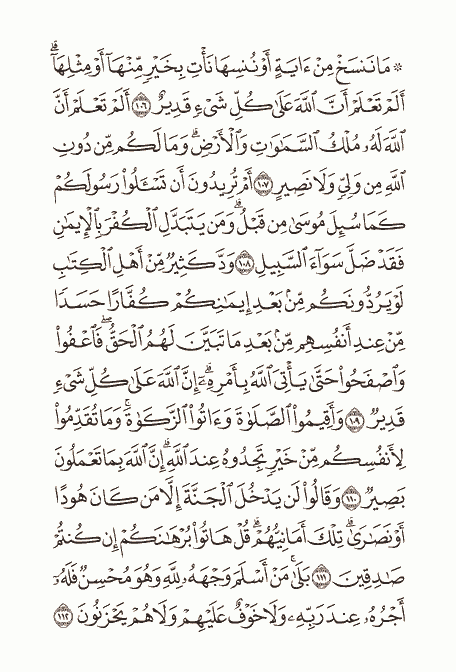 ۞ مَا نَنسَخْ مِنْ ءَايَةٍ أَوْ نُنسِهَا نَأْتِ بِخَيْرٍ مِّنْهَآ أَوْ مِثْلِهَآ ۗ
أَلَمْ تَعْلَمْ أَنَّ ٱللَّهَ عَلَىٰ كُلِّ شَىْءٍ قَدِيرٌ ١٠٦ أَلَمْ تَعْلَمْ أَنَّ
ٱللَّهَ لَهُۥ مُلْكُ ٱلسَّمَـٰوَٰتِ وَٱلْأَرْضِ ۗ وَمَا لَكُم مِّن دُونِ
ٱللَّهِ مِن وَلِىٍّ وَلَا نَصِيرٍ ١٠٧ أَمْ تُرِيدُونَ أَن تَسْـَٔلُوا۟ رَسُولَكُمْ
كَمَا سُئِلَ مُوسَىٰ مِن قَبْلُ ۗ وَمَن يَتَبَدَّلِ ٱلْكُفْرَ بِٱلْإِيمَـٰنِ
فَقَدْ ضَلَّ سَوَآءَ ٱلسَّبِيلِ ١٠٨ وَدَّ كَثِيرٌ مِّنْ أَهْلِ ٱلْكِتَـٰبِ
لَوْ يَرُدُّونَكُم مِّنۢ بَعْدِ إِيمَـٰنِكُمْ كُفَّارًا حَسَدًا
مِّنْ عِندِ أَنفُسِهِم مِّنۢ بَعْدِ مَا تَبَيَّنَ لَهُمُ ٱلْحَقُّ ۖ فَٱعْفُوا۟
وَٱصْفَحُوا۟ حَتَّىٰ يَأْتِىَ ٱللَّهُ بِأَمْرِهِۦٓ ۗ إِنَّ ٱللَّهَ عَلَىٰ كُلِّ شَىْءٍ
قَدِيرٌ ١٠٩ وَأَقِيمُوا۟ ٱلصَّلَوٰةَ وَءَاتُوا۟ ٱلزَّكَوٰةَ ۚ وَمَا تُقَدِّمُوا۟
لِأَنفُسِكُم مِّنْ خَيْرٍ تَجِدُوهُ عِندَ ٱللَّهِ ۗ إِنَّ ٱللَّهَ بِمَا تَعْمَلُونَ
بَصِيرٌ ١١٠ وَقَالُوا۟ لَن يَدْخُلَ ٱلْجَنَّةَ إِلَّا مَن كَانَ هُودًا
أَوْ نَصَـٰرَىٰ ۗ تِلْكَ أَمَانِيُّهُمْ ۗ قُلْ هَاتُوا۟ بُرْهَـٰنَكُمْ إِن كُنتُمْ
صَـٰدِقِينَ ١١١ بَلَىٰ ۚ مَنْ أَسْلَمَ وَجْهَهُۥ لِلَّهِ وَهُوَ مُحْسِنٌ فَلَهُۥٓ
أَجْرُهُۥ عِندَ رَبِّهِۦ وَلَا خَوْفٌ عَلَيْهِمْ وَلَا هُمْ يَحْزَنُونَ ١١٢